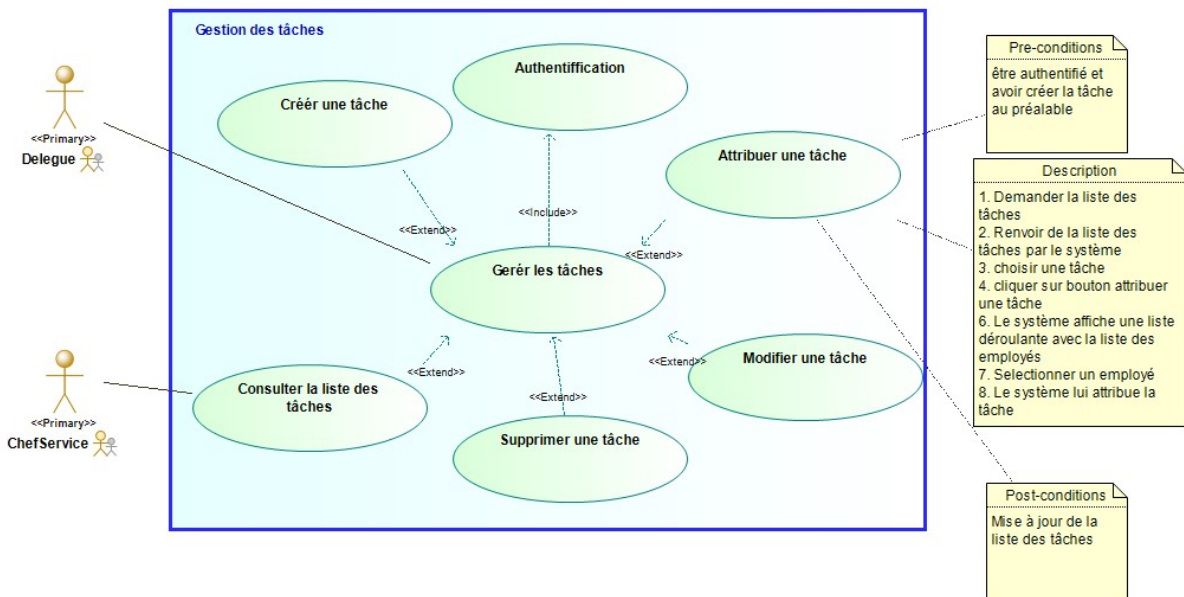 Gestion des tâches
Authentiffication
Créér une tâche
<<Primary>>
Delegue
Attribuer une tâche
<<Include>>
<<Extend>>
<<Extend>>
Gerér les tâches
<<Primary>>
ChefService
Consulter la liste des
tâches
<<Extend>>
<<Extend>>
<<Extend>>
Modifier une tâche
Supprimer une tâche
Pre-conditions
être authentifié et
avoir créer la tâche
au préalable
Description
1. Demander la liste des
tâches
2. Renvoir de la liste des
tâches par le système
3. choisir une tâche
4. cliquer sur bouton attribuer
une tâche
6. Le système affiche une liste
déroulante avec la liste des
employés
7. Selectionner un employé
8. Le système lui attribue la
tâche
Post-conditions
Mise à jour de la
liste des tâches